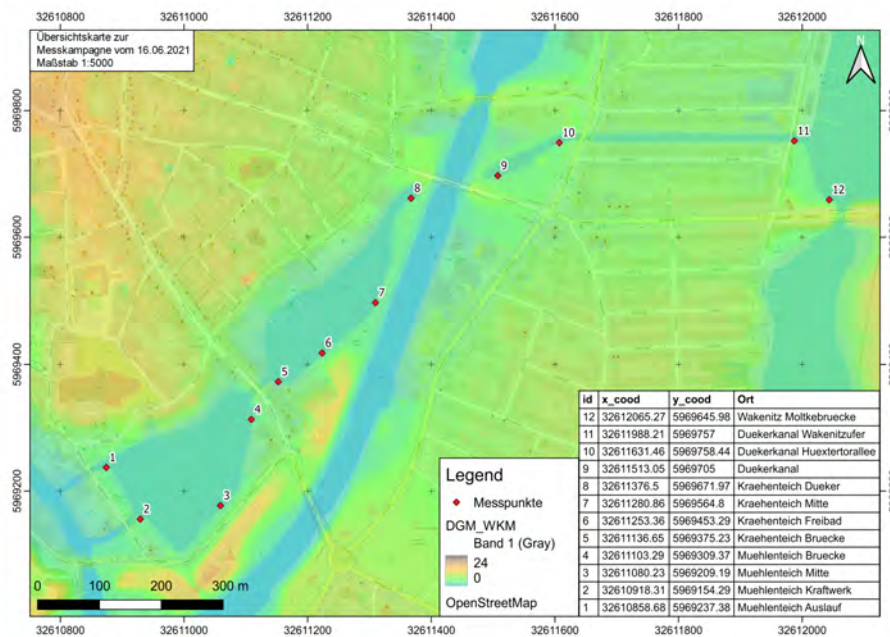 32610800 32611000 32611200 32611400 32611600 32611800 32612000
Übersichtskarte zur
Messkampagne vom 16.06.2021
Maßstab 1:5000
N
5969800
5969400
5969200
1
2
3
4
5
6
7
8
9
10
11
12
Legend
Messpunkte
DGM_WKM
Band 1 (Gray)
24
0
OpenStreetMap
id x_cood y_cood Ort
12 32612065.27 5969645.98 Wakenitz Moltkebruecke
11 32611988.21 5969757 Duekerkanal Wakenitzufer
10 32611631.46 5969758.44 Duekerkanal Huextertorallee
9 32611513.05 5969705 Duekerkanal
8 32611376.5 5969671.97 Kraehenteich Dueker
7 32611280.86 5969564.8 Kraehenteich Mitte
6 32611253.36 5969453.29 Kraehenteich Freibad
5 32611136.65 5969375.23 Kraehenteich Bruecke
4 32611103.29 5969309.37 Muehlenteich Bruecke
3 32611080.23 5969209.19 Muehlenteich Mitte
2 32610918.31 5969154.29 Muehlenteich Kraftwerk
1 32610858.68 5969237.38 Muehlenteich Auslauf
0 100 200 300 m
32610800 32611000 32611200 32611400 32611600 32611800 32612000